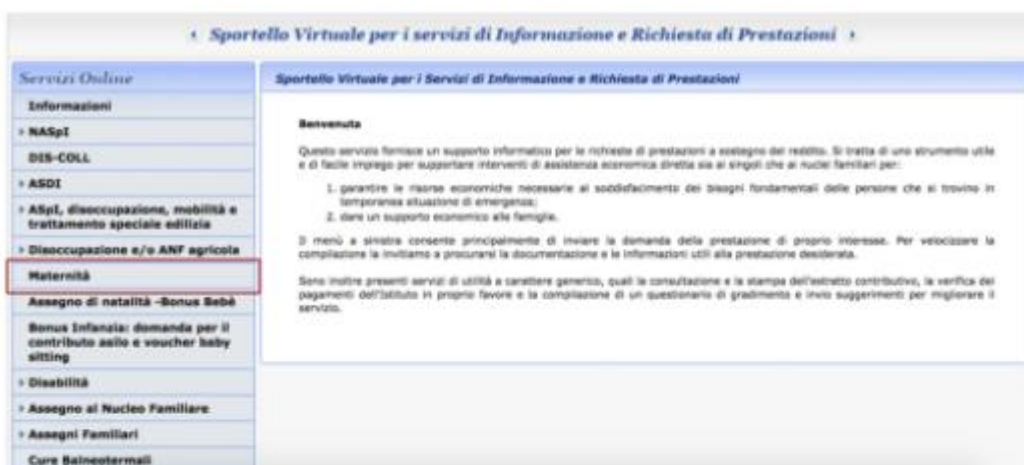 Sportello Virtuale per i servizi di Informazione e Richiesta di Prestazioni
Servizi Online
Informazioni
NASpI
DIS-COLL
ASDI
ASpI, disoccupazione, mobilità e
trattamento speciale edilizia
Disoccupazione e/o ANF agricola
Maternità
Assegno di natalità -Bonus Bebè
Bonus Infanzia: domanda per il
contributo asilo e voucher baby
sitting
Disabilità
Assegno al Nucleo Familiare
Assegni Familiari
Cure Balneotermali
Sportello Virtuale per i Servizi di Informazione e Richiesta di Prestazioni
Benvenuta
Questo servizio fornisce un supporto informatico per le richieste di prestazioni a sostegno del reddito. Si tratta di uno strumento utile
e di facile impiego per supportare interventi di assistenza economica diretta sia ai singoli che ai nuclei familiari per:
1. garantire le risorse economiche necessarie al soddisfacimento dei bisogni fondamentali delle persone che si trovino in
temporanea situazione di emergenza;
2. dare un supporto economico alle famiglie.
Il menù a sinistra consente principalmente di inviare la domanda della prestazione di proprio interesse. Per velocizzare la
compilazione la invitiamo a procurarsi la documentazione e le informazioni utili alla prestazione desiderata.
Sono inoltre presenti servizi di utilità a carattere generico, quali la consultazione e la stampa dell'estratto contributivo, la verifica dei
pagamenti dell'Istituto in proprio favore e la compilazione di un questionario di gradimento e invio suggerimenti per migliorare il
servizio.